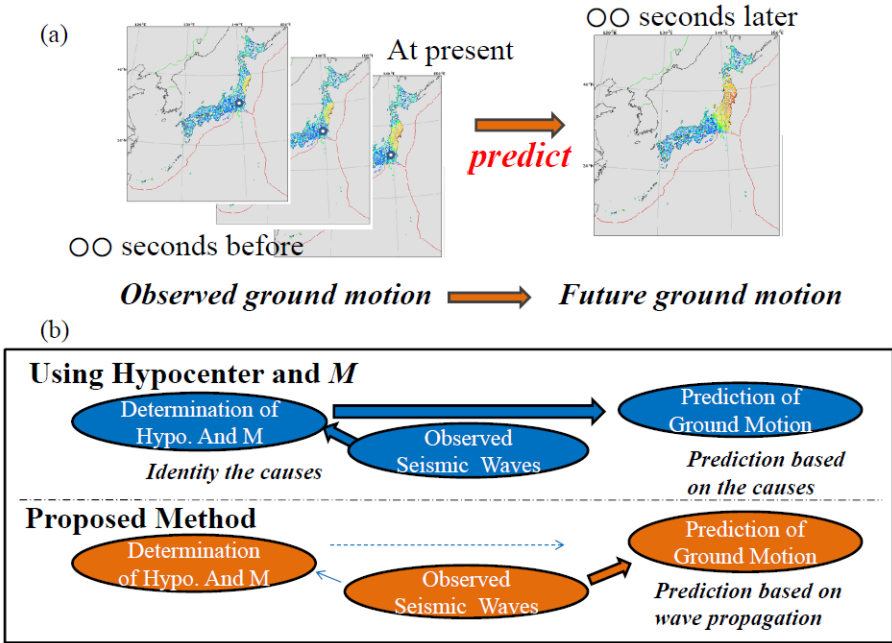 (a)
At present
○○ seconds later
predict
○○ seconds before
Observed ground motion
Future ground motion
(b)
Using Hypocenter and M
Determination of
Hypo. And M
Observed
Seismic Waves
Prediction of
Ground Motion
Identity the causes
Prediction based
on the causes
Proposed Method
Determination
of Hypo. And M
Observed
Seismic Waves
Prediction of
Ground Motion
Prediction based on
wave propagation